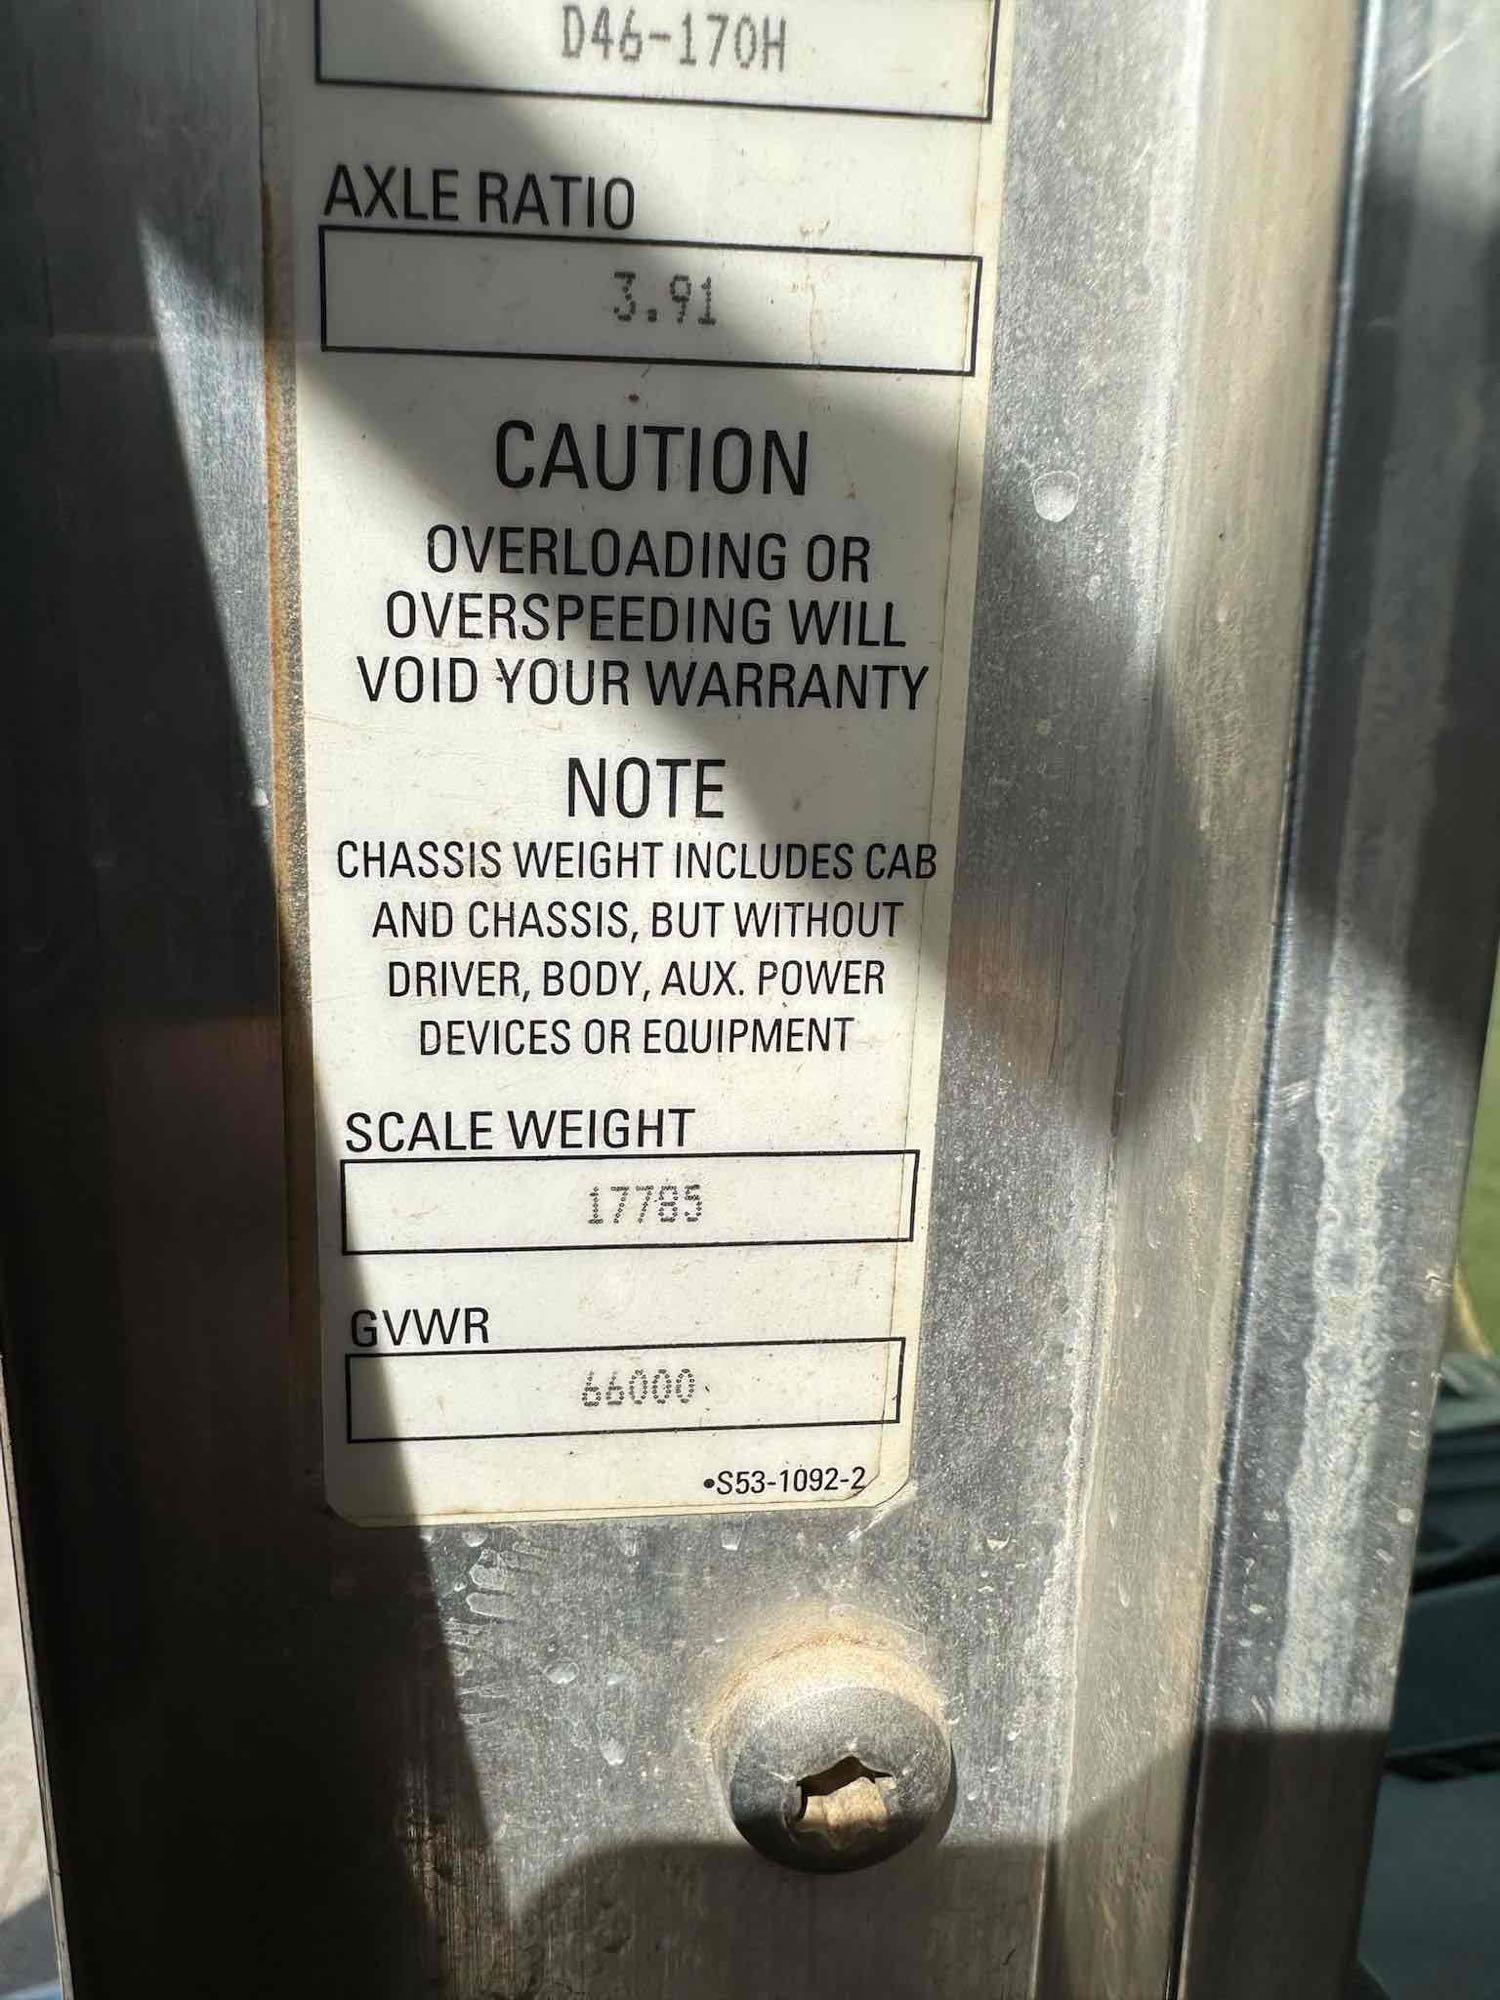 D46-170H
AXLE RATIO
3.91
CAUTION
OVERLOADING OR
OVERSPEEDING WILL
VOID YOUR WARRANTY
NOTE
CHASSIS WEIGHT INCLUDES CAB
AND CHASSIS, BUT WITHOUT
DRIVER, BODY, AUX. POWER
DEVICES OR EQUIPMENT
SCALE WEIGHT
17785
GVWR
66000
•S53-1092-2